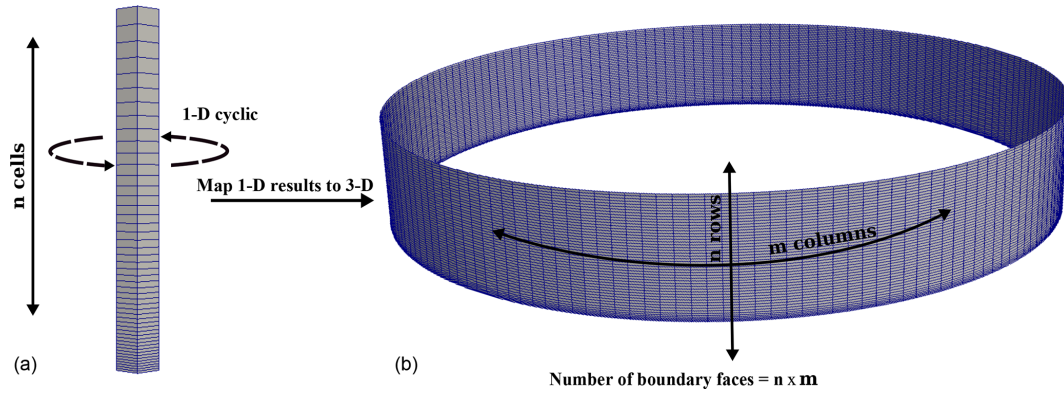 n cells
1-D cyclic
Map 1-D results to 3-D
(a)
n rows
m columns
(b)
Number of boundary faces = n x m